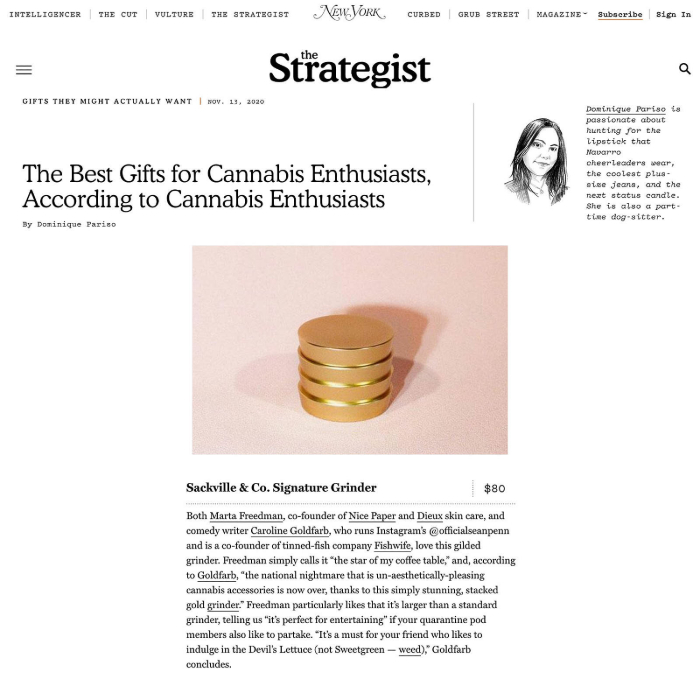 INTELLIGENCER | THE CUT | VULTURE | THE STRATEGIST
NEW YORK
CURBED | GRUB STREET | MAGAZINE Subscribe | Sign In
the
Strategist
GIFTS THEY MIGHT ACTUALLY WANT | NOV. 13, 2020
The Best Gifts for Cannabis Enthusiasts,
According to Cannabis Enthusiasts
By Dominique Pariso
Dominique Pariso is
passionate about
hunting for the
lipstick that
Navarro
cheerleaders wear,
the coolest plus-
size jeans, and the
next status candle.
She is also a part-
time dog-sitter.
Sackville & Co. Signature Grinder
$80
Both Marta Freedman, co-founder of Nice Paper and Dieux skin care, and
comedy writer Caroline Goldfarb, who runs Instagram's @officialseanpenn
and is a co-founder of tinned-fish company Fishwife, love this gilded
grinder. Freedman simply calls it “the star of my coffee table,” and, according
to Goldfarb, “the national nightmare that is un-aesthetically-pleasing
cannabis accessories is now over, thanks to this simply stunning, stacked
gold grinder.” Freedman particularly likes that it's larger than a standard
grinder, telling us “it's perfect for entertaining” if your quarantine pod
members also like to partake. “It's a must for your friend who likes to
indulge in the Devil's Lettuce (not Sweetgreen — weed),” Goldfarb
concludes.